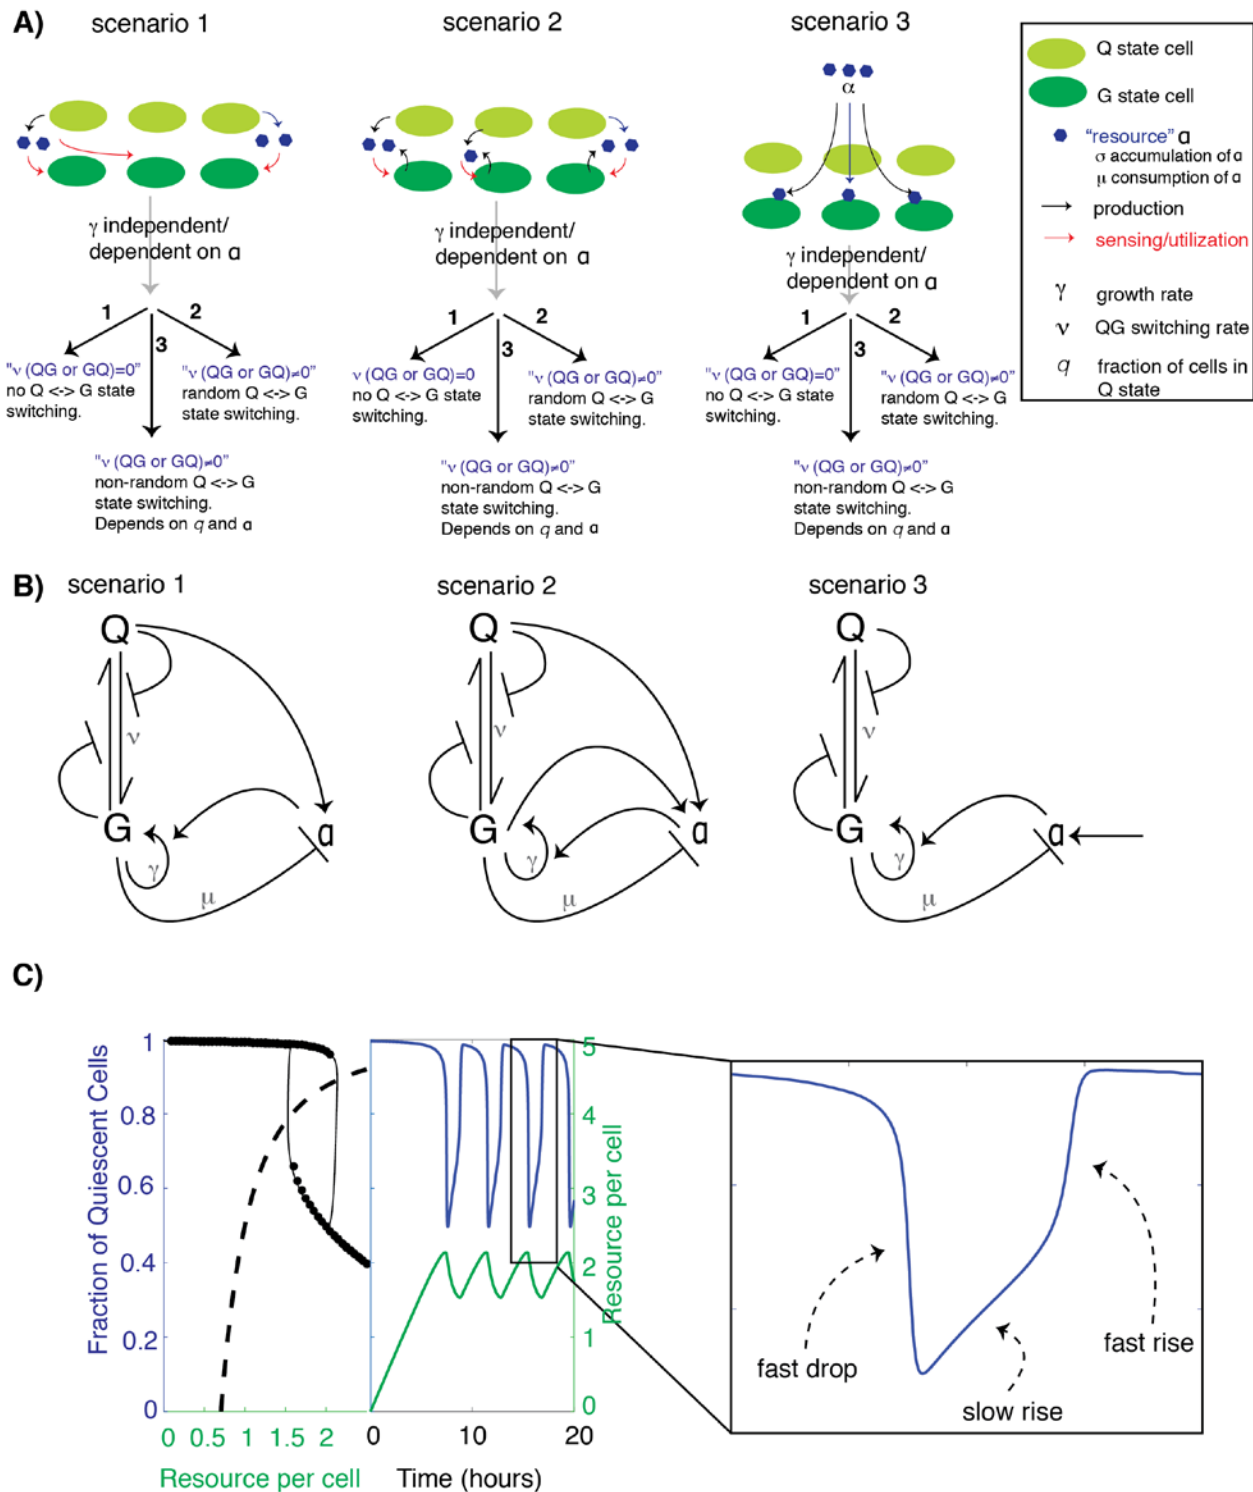 A)
scenario 1
scenario 2
scenario 3
α
γ independent/
dependent on a
1
2
3
"ν (QG or GQ)=0"
no Q <-> G state
switching.
"ν (QG or GQ)≠0"
random Q <-> G
state switching.
"ν (QG or GQ)≠0"
non-random Q <-> G
state switching.
Depends on q and a
γ independent/
dependent on a
1
2
3
ν (QG or GQ)=0
no Q <-> G state
switching.
"ν (QG or GQ)≠0"
random Q <-> G
state switching.
"ν (QG or GQ)≠0"
non-random Q <-> G
state switching.
Depends on q and a
γ independent/
dependent on a
1
2
3
"ν (QG or GQ)=0"
no Q <-> G state
switching.
"ν (QG or GQ)≠0"
random Q <-> G
state switching.
"ν (QG or GQ)≠0"
non-random Q <-> G
state switching.
Depends on q and a
Q state cell
G state cell
"resource" a
σ accumulation of a
μ consumption of a
production
sensing/utilization
γ growth rate
ν QG switching rate
q fraction of cells in
Q state
B)
scenario 1
scenario 2
scenario 3
Q
ν
G
a
γ
μ
Q
ν
G
a
γ
μ
Q
ν
G
a
γ
μ
C)
Fraction of Quiescent Cells
1
0.8
0.6
0.4
0.2
0
0 0.5 1 1.5 2
Resource per cell
0 20
Time (hours)
5
4
3
2
1
0
Resource per cell
fast drop
slow rise
fast rise